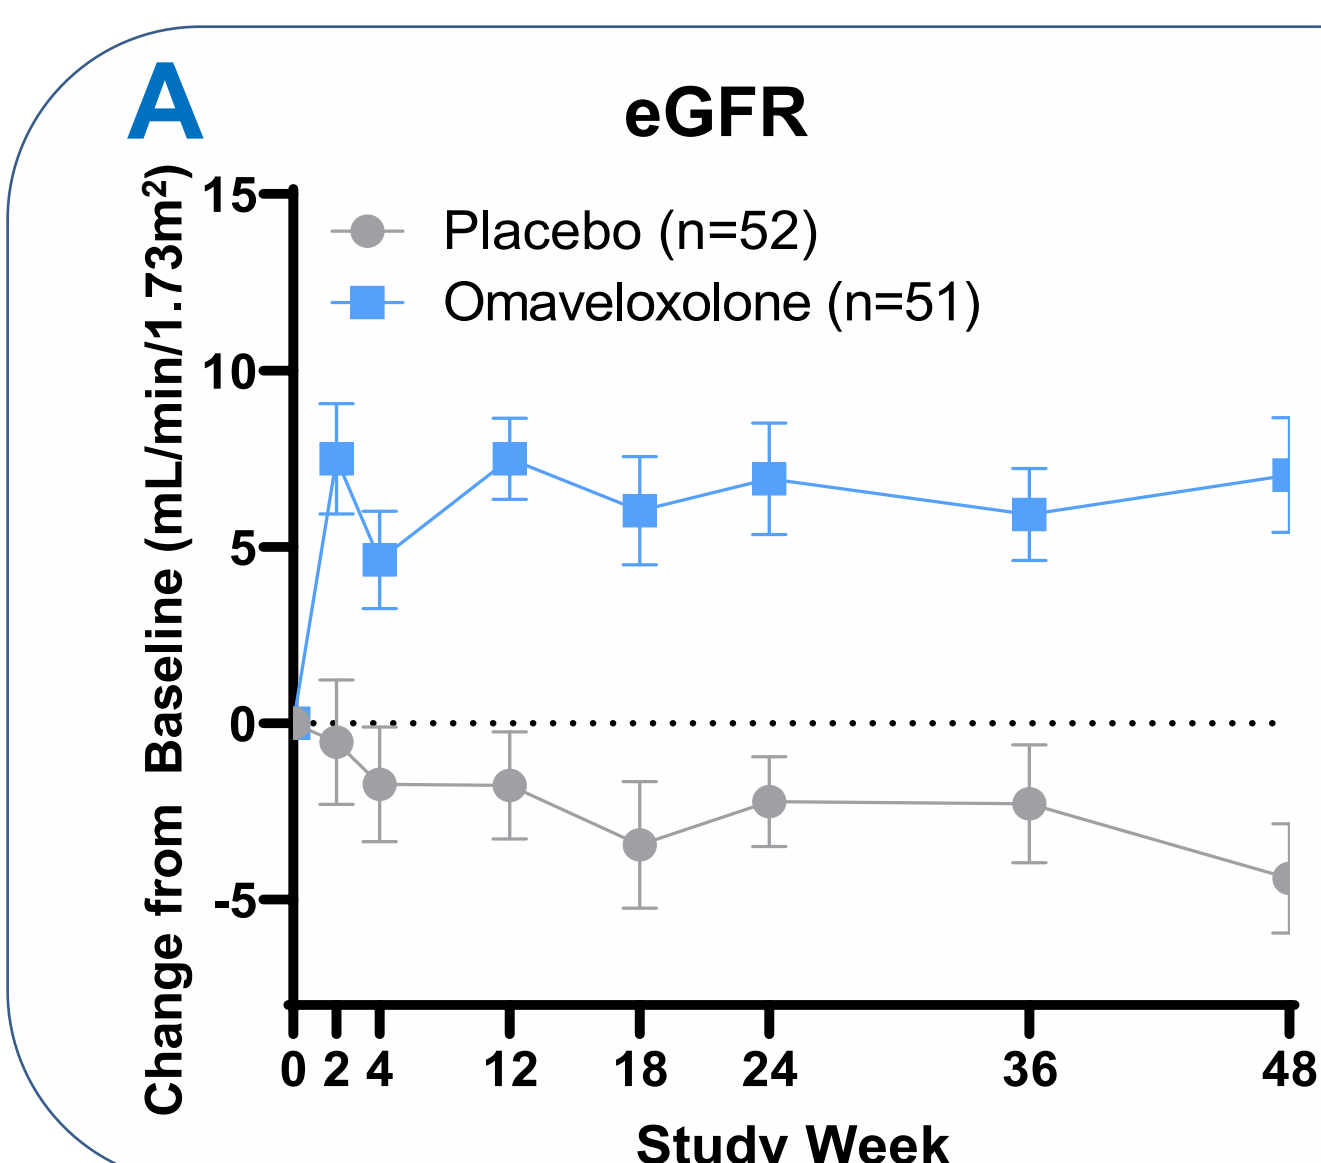 A
eGFR
Change from Baseline (mL/min/1.73m²)
15
10
5
0
-5
Placebo (n=52)
Omaveloxolone (n=51)
0 2 4 12 18 24 36 48
Study Week